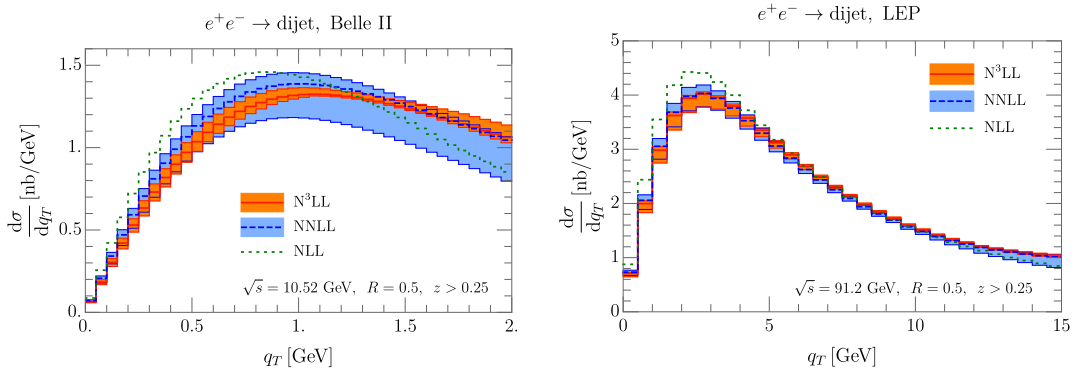 e⁺e⁻ → dijet, Belle II
dσ/dq_T [nb/GeV]
1.5
1.0
0.5
0.
N³LL
NNLL
NLL
√s = 10.52 GeV, R = 0.5, z > 0.25
0. 0.5 1. 1.5 2.
q_T [GeV]
e⁺e⁻ → dijet, LEP
dσ/dq_T [nb/GeV]
5
4
3
2
1
0
N³LL
NNLL
NLL
√s = 91.2 GeV, R = 0.5, z > 0.25
0 5 10 15
q_T [GeV]